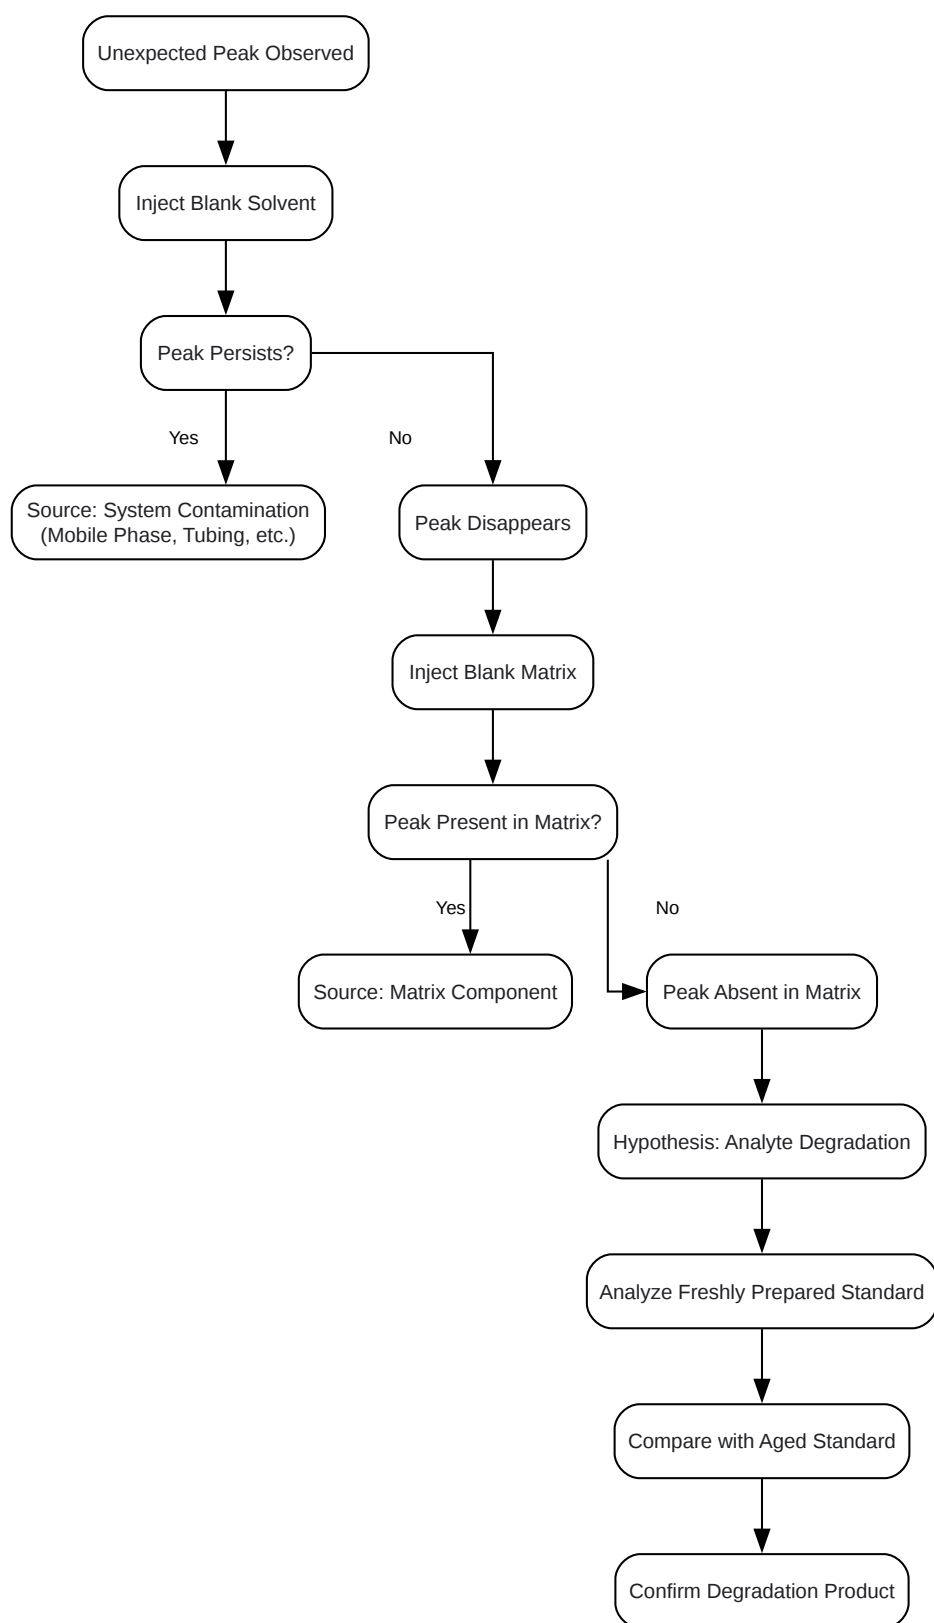 Unexpected Peak Observed
Inject Blank Solvent
Peak Persists?
Yes
No
Source: System Contamination
(Mobile Phase, Tubing, etc.)
Peak Disappears
Inject Blank Matrix
Peak Present in Matrix?
Yes
No
Source: Matrix Component
Peak Absent in Matrix
Hypothesis: Analyte Degradation
Analyze Freshly Prepared Standard
Compare with Aged Standard
Confirm Degradation Product